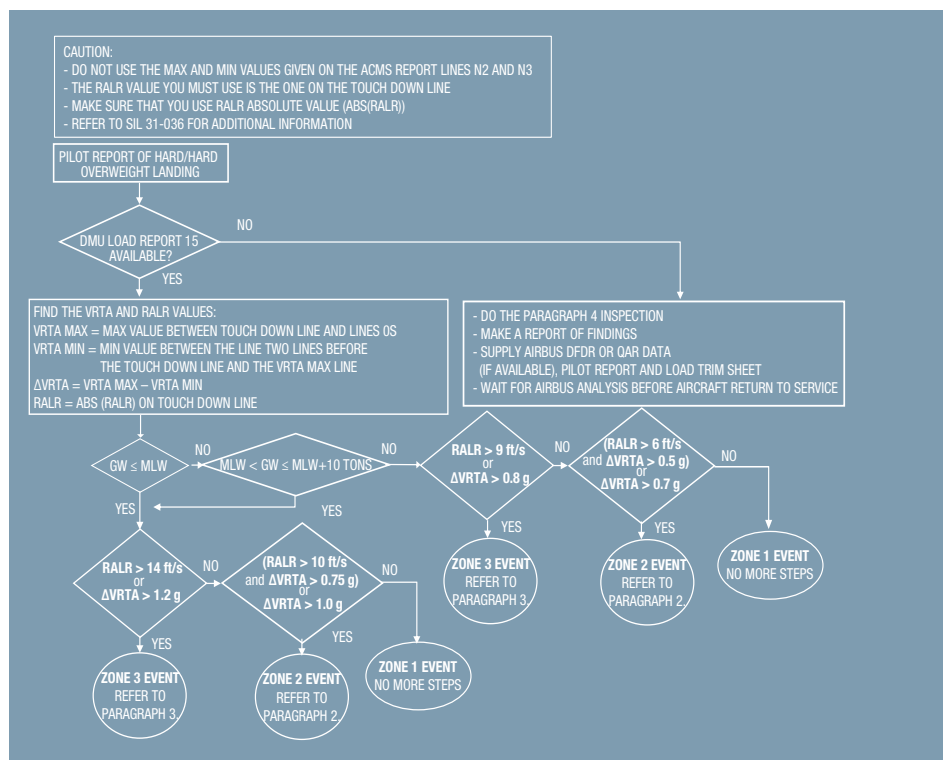 CAUTION:
- DO NOT USE THE MAX AND MIN VALUES GIVEN ON THE ACMS REPORT LINES N2 AND N3
- THE RALR VALUE YOU MUST USE IS THE ONE ON THE TOUCH DOWN LINE
- MAKE SURE THAT YOU USE RALR ABSOLUTE VALUE (ABS(RALR))
- REFER TO SIL 31-036 FOR ADDITIONAL INFORMATION
PILOT REPORT OF HARD/HARD
OVERWEIGHT LANDING
DMU LOAD REPORT 15
AVAILABLE?
NO
YES
FIND THE VRTA AND RALR VALUES:
VRTA MAX = MAX VALUE BETWEEN TOUCH DOWN LINE AND LINES 0S
VRTA MIN = MIN VALUE BETWEEN THE LINE TWO LINES BEFORE
THE TOUCH DOWN LINE AND THE VRTA MAX LINE
ΔVRTA = VRTA MAX – VRTA MIN
RALR = ABS (RALR) ON TOUCH DOWN LINE
- DO THE PARAGRAPH 4 INSPECTION
- MAKE A REPORT OF FINDINGS
- SUPPLY AIRBUS DFDR OR QAR DATA
(IF AVAILABLE), PILOT REPORT AND LOAD TRIM SHEET
- WAIT FOR AIRBUS ANALYSIS BEFORE AIRCRAFT RETURN TO SERVICE
GW ≤ MLW
NO
MLW < GW ≤ MLW+10 TONS
NO
RALR > 9 ft/s
or
ΔVRTA > 0.8 g
NO
(RALR > 6 ft/s
and ΔVRTA > 0.5 g)
or
ΔVRTA > 0.7 g
NO
YES
YES
YES
YES
ZONE 3 EVENT
REFER TO
PARAGRAPH 3.
ZONE 2 EVENT
REFER TO
PARAGRAPH 2.
ZONE 1 EVENT
NO MORE STEPS
RALR > 14 ft/s
or
ΔVRTA > 1.2 g
NO
(RALR > 10 ft/s
and ΔVRTA > 0.75 g)
or
ΔVRTA > 1.0 g
NO
YES
YES
ZONE 3 EVENT
REFER TO
PARAGRAPH 3.
ZONE 2 EVENT
REFER TO
PARAGRAPH 2.
ZONE 1 EVENT
NO MORE STEPS